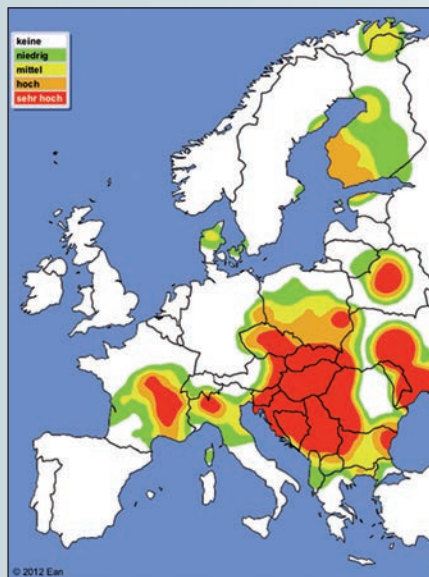 keine
niedrig
mittel
hoch
sehr hoch
© 2012 Ean